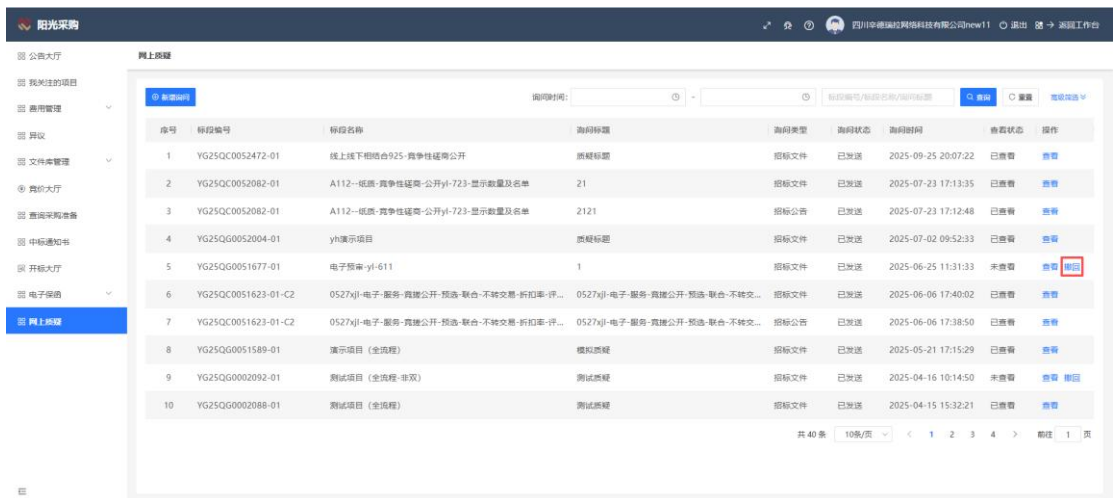 阳光采购
四川辛德瑞拉网络科技有限公司new11 退出 返回工作台
公告大厅
我关注的项目
费用管理
异议
文件库管理
竞价大厅
查阅采购准备
中标通知书
开标大厅
电子保函
网上质疑
网上质疑
新增询问 询问时间: - 标段编号/标段名称/询问标题 查询 重置 高级筛选
序号 标段编号 标段名称 询问标题 询问类型 询问状态 询问时间 查看状态 操作
1 YG25QC0052472-01 线上线下相结合925-竞争性磋商公开 质疑标题 招标文件 已发送 2025-09-25 20:07:22 已查看 查看
2 YG25QC0052082-01 A112--纸质-竞争性磋商-公开yl-723-显示数量及名单 21 招标文件 已发送 2025-07-23 17:13:35 已查看 查看
3 YG25QC0052082-01 A112--纸质-竞争性磋商-公开yl-723-显示数量及名单 2121 招标公告 已发送 2025-07-23 17:12:48 已查看 查看
4 YG25QG0052004-01 yh演示项目 质疑标题 招标文件 已发送 2025-07-02 09:52:33 已查看 查看
5 YG25QG0051677-01 电子预审-yl-611 1 招标文件 已发送 2025-06-25 11:31:33 未查看 查看 撤回
6 YG25QC0051623-01-C2 0527xjl-电子-服务-竞搓公开-预选-联合-不转交易-折扣率-评... 0527xjl-电子-服务-竞搓公开-预选-联合-不转交... 招标文件 已发送 2025-06-06 17:40:02 已查看 查看
7 YG25QC0051623-01-C2 0527xjl-电子-服务-竞搓公开-预选-联合-不转交易-折扣率-评... 0527xjl-电子-服务-竞搓公开-预选-联合-不转交... 招标公告 已发送 2025-06-06 17:38:50 已查看 查看
8 YG25QG0051589-01 演示项目（全流程） 模拟质疑 招标文件 已发送 2025-05-21 17:15:29 已查看 查看
9 YG25QG0002092-01 测试项目（全流程-非双） 测试质疑 招标文件 已发送 2025-04-16 10:14:50 未查看 查看 撤回
10 YG25QG0002088-01 测试项目（全流程） 测试质疑 招标文件 已发送 2025-04-15 15:32:21 已查看 查看
共 40 条 10条/页 < 1 2 3 4 > 前往 1 页